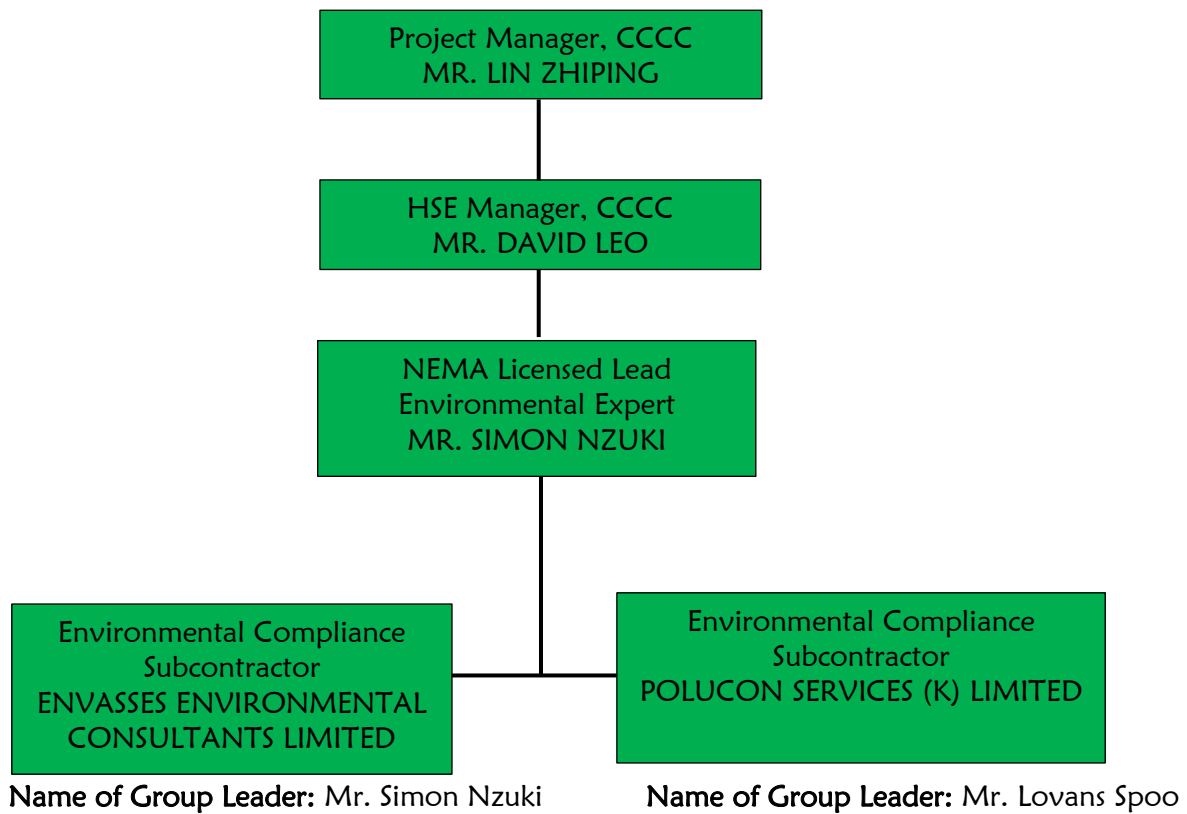 Project Manager, CCCC
MR. LIN ZHIPING
HSE Manager, CCCC
MR. DAVID LEO
NEMA Licensed Lead
Environmental Expert
MR. SIMON NZUKI
Environmental Compliance
Subcontractor
ENVASSES ENVIRONMENTAL
CONSULTANTS LIMITED
Environmental Compliance
Subcontractor
POLUCON SERVICES (K) LIMITED
Name of Group Leader: Mr. Simon Nzuki
Name of Group Leader: Mr. Lovans Spoo